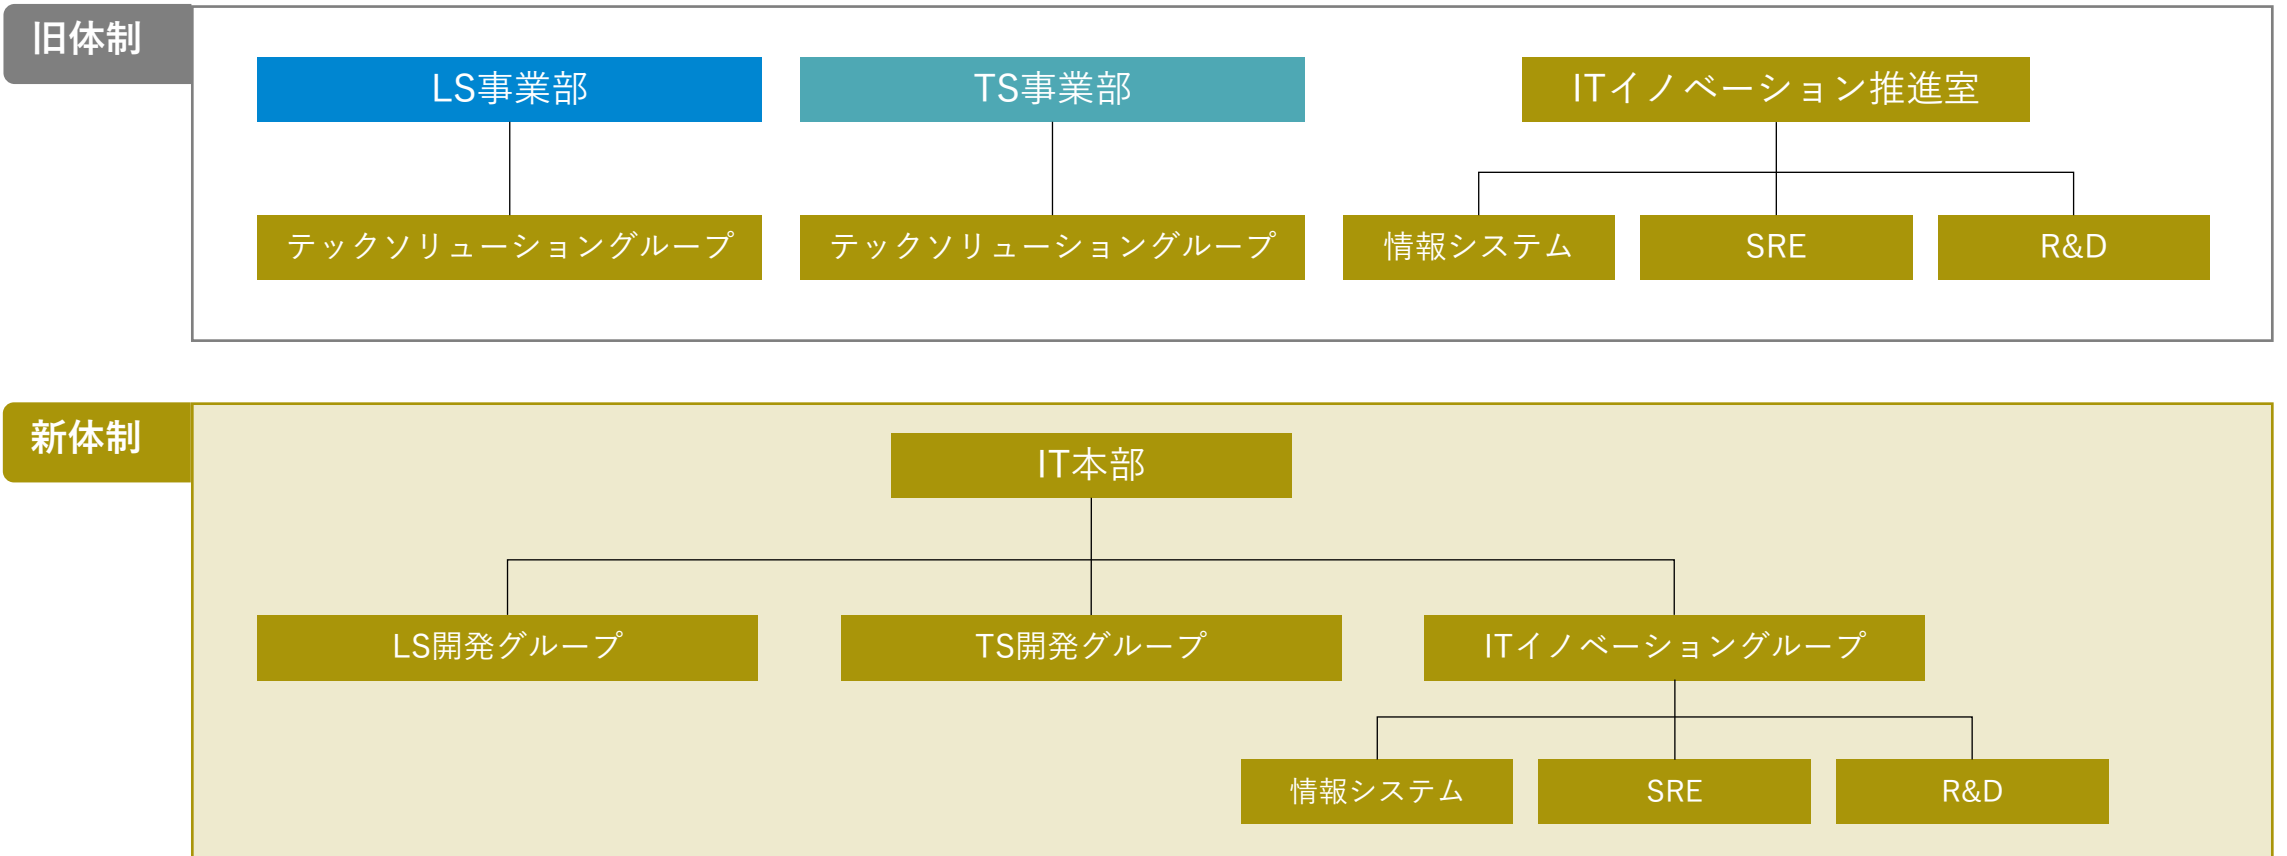 旧体制
LS事業部
TS事業部
ITイノベーション推進室
テックソリューショングループ
テックソリューショングループ
情報システム
SRE
R&D
新体制
IT本部
LS開発グループ
TS開発グループ
ITイノベーショングループ
情報システム
SRE
R&D